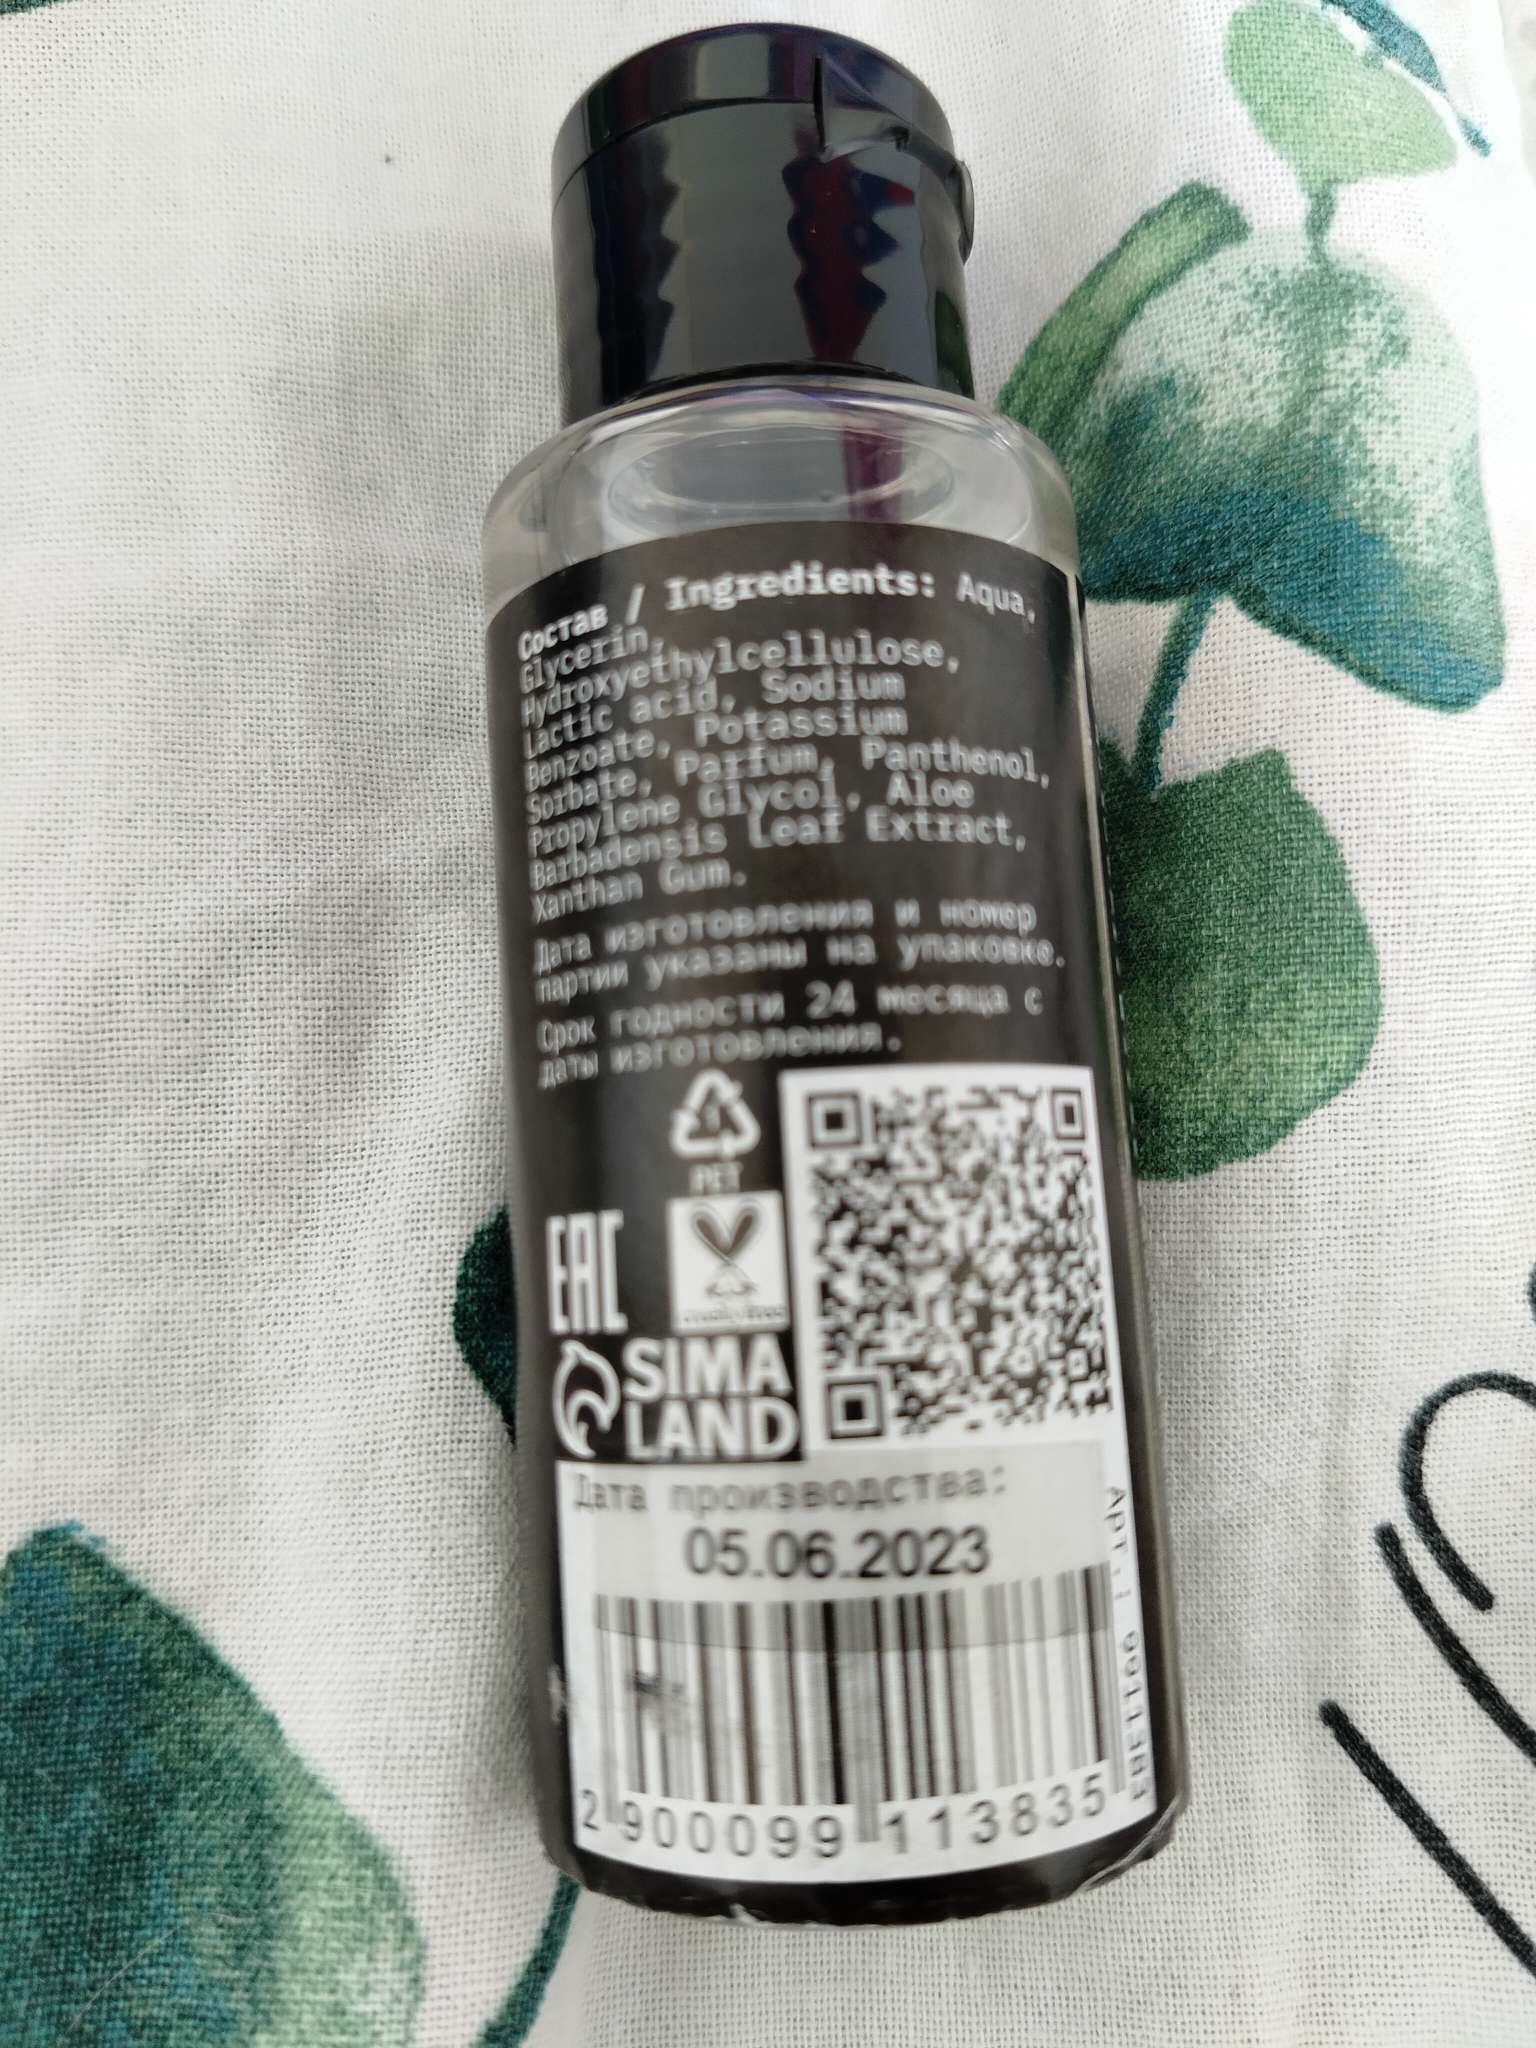 Состав / Ingredients: Aqua,
Glycerin,
Hydroxyethylcellulose,
Lactic acid, Sodium
Benzoate, Potassium
Sorbate, Parfum, Panthenol,
Propylene Glycol, Aloe
Barbadensis Leaf Extract,
Xanthan Gum.
Дата изготовления и номер
партии указаны на упаковке.
Срок годности 24 месяца с
даты изготовления.
1
PET
EAC
SIMA
LAND
Дата производства:
05.06.2023
2 900099 113835